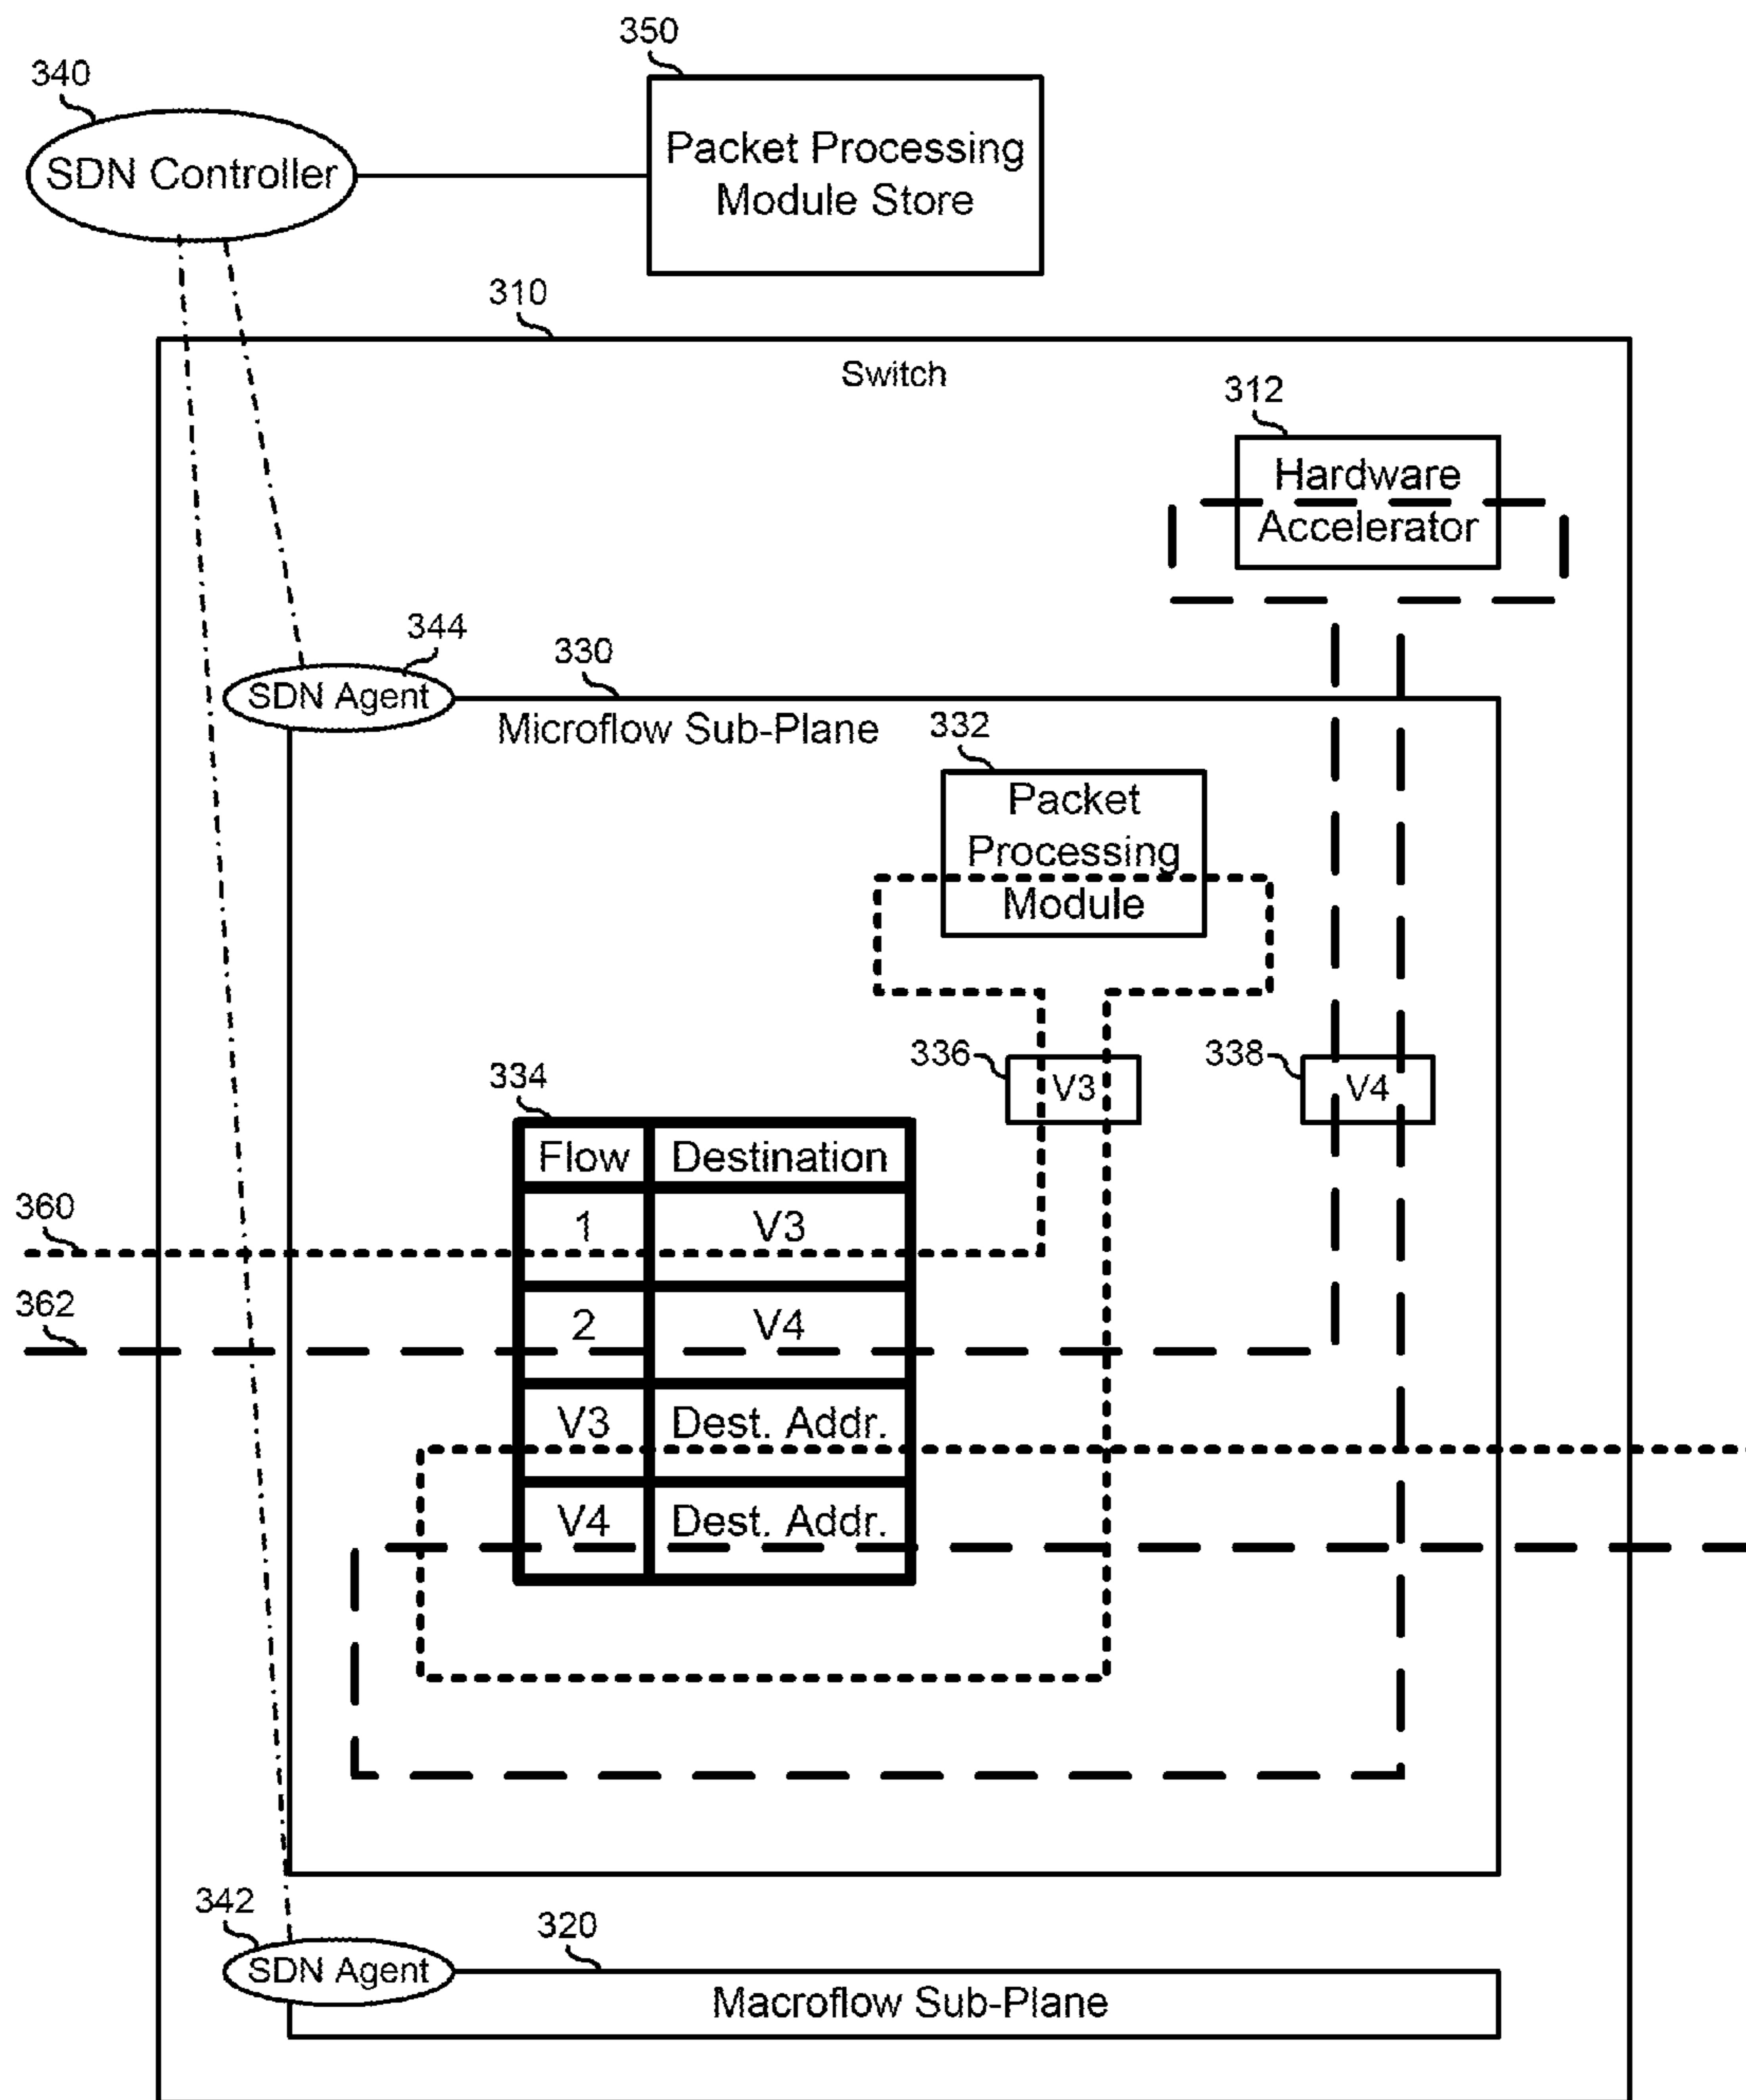 350
340
SDN Controller
Packet Processing
Module Store
310
Switch
312
Hardware
Accelerator
344
330
SDN Agent
Microflow Sub-Plane
332
Packet
Processing
Module
336
V3
338
V4
334
Flow Destination
1 V3
360
2 V4
362
V3 Dest. Addr.
V4 Dest. Addr.
342
320
SDN Agent
Macroflow Sub-Plane